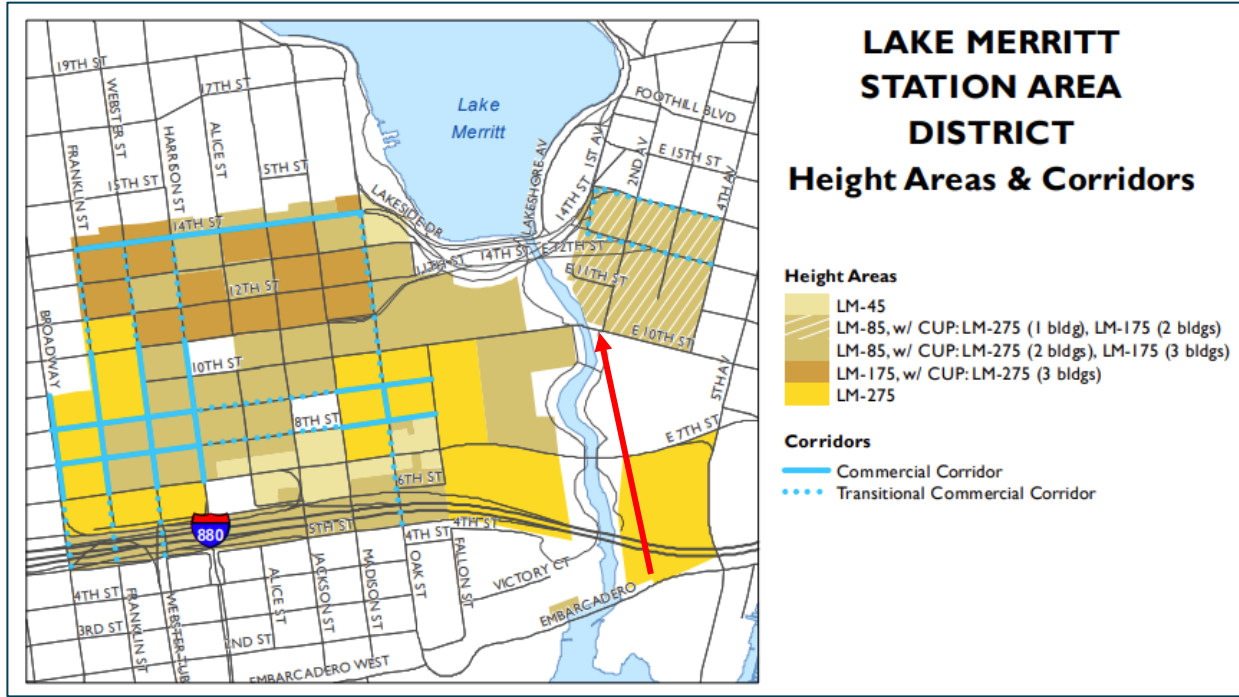 LAKE MERRITT
STATION AREA
DISTRICT
Height Areas & Corridors
Height Areas
LM-45
LM-85, w/ CUP: LM-275 (1 bldg), LM-175 (2 bldgs)
LM-85, w/ CUP: LM-275 (2 bldgs), LM-175 (3 bldgs)
LM-175, w/ CUP: LM-275 (3 bldgs)
LM-275
Corridors
Commercial Corridor
Transitional Commercial Corridor
19TH ST
17TH ST
WEBSTER ST
HARRISON ST
ALICE ST
FRANKLIN ST
15TH ST
15TH ST
Lake
Merritt
LAKESIDE DR
LAKESHORE AV
FOOTHILL BLVD
1ST AV
2ND AV
E 15TH ST
4TH AV
14TH ST
14TH ST
14TH ST
E 12TH ST
E 11TH ST
12TH ST
E 10TH ST
BROADWAY
10TH ST
5TH AV
8TH ST
E 7TH ST
6TH ST
880
5TH ST
4TH ST
4TH ST
VICTORY CT
EMBARCADERO
OAK ST
FALLON ST
MADISON ST
JACKSON ST
ALICE ST
4TH ST
3RD ST
FRANKLIN ST
WEBSTER TUB
2ND ST
EMBARCADERO WEST